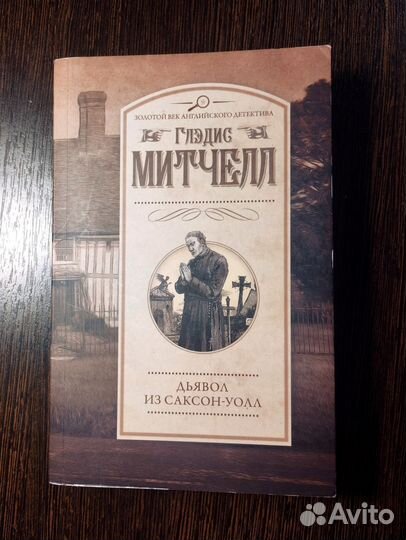 ЗОЛОТОЙ ВЕК АНГЛИЙСКОГО ДЕТЕКТИВА
ГЛЭДИС
МИТЧЕЛЛ
ДЬЯВОЛ
ИЗ САКСОН-УОЛЛ
Avito